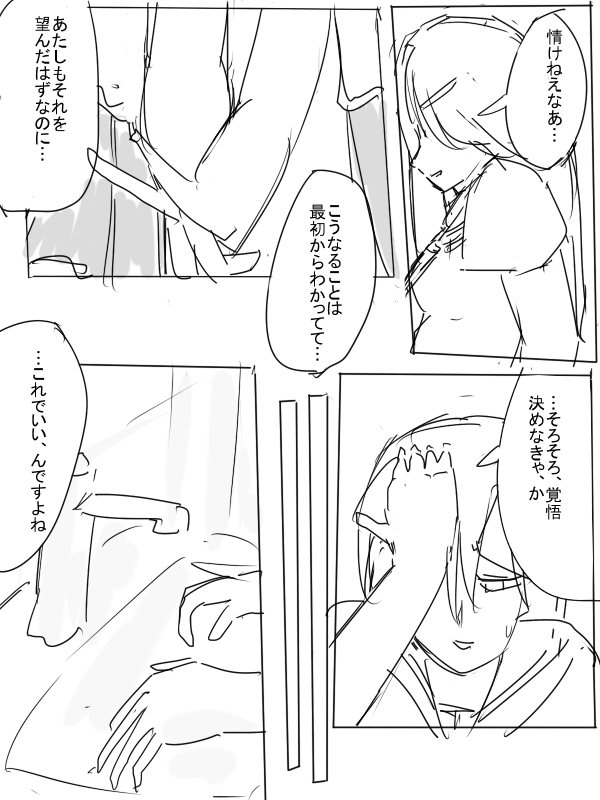 情けねえなあ…
こうなることは
最初からわかってて…
あたしもそれを
望んだはずなのに…
…そろそろ、覚悟
決めなきゃ、か
…これでいい、んですよね